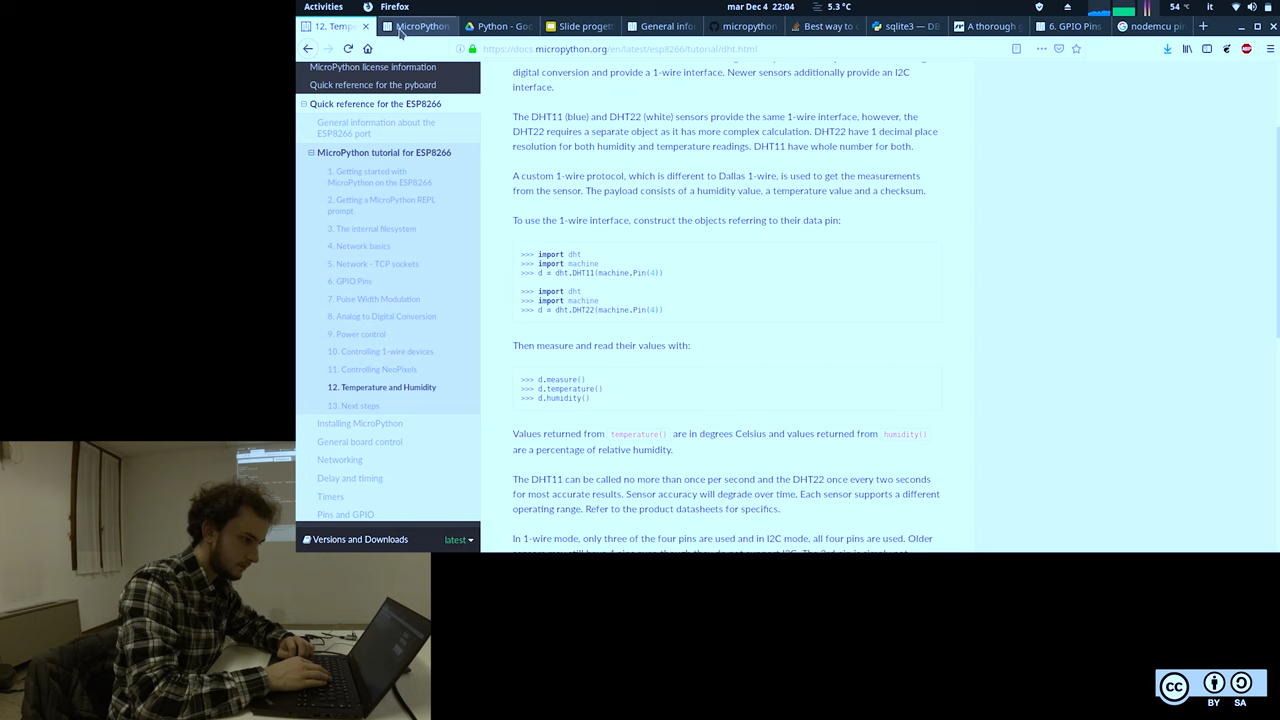 Activities Firefox mar Dec 4 22:04 5.3 °C 54 ° it
12. Temp MicroPython Python - Goo Slide progett General info micropython Best way to sqlite3 — DB A thorough 6. GPIO Pins nodemcu pin
https://docs.micropython.org/en/latest/esp8266/tutorial/dht.html
MicroPython license information
Quick reference for the pyboard
Quick reference for the ESP8266
General information about the
ESP8266 port
MicroPython tutorial for ESP8266
1. Getting started with
MicroPython on the ESP8266
2. Getting a MicroPython REPL
prompt
3. The internal filesystem
4. Network basics
5. Network - TCP sockets
6. GPIO Pins
7. Pulse Width Modulation
8. Analog to Digital Conversion
9. Power control
10. Controlling 1-wire devices
11. Controlling NeoPixels
12. Temperature and Humidity
13. Next steps
Installing MicroPython
General board control
Networking
Delay and timing
Timers
Pins and GPIO
Versions and Downloads latest
digital conversion and provide a 1-wire interface. Newer sensors additionally provide an I2C
interface.
The DHT11 (blue) and DHT22 (white) sensors provide the same 1-wire interface, however, the
DHT22 requires a separate object as it has more complex calculation. DHT22 have 1 decimal place
resolution for both humidity and temperature readings. DHT11 have whole number for both.
A custom 1-wire protocol, which is different to Dallas 1-wire, is used to get the measurements
from the sensor. The payload consists of a humidity value, a temperature value and a checksum.
To use the 1-wire interface, construct the objects referring to their data pin:
>>> import dht
>>> import machine
>>> d = dht.DHT11(machine.Pin(4))
>>> import dht
>>> import machine
>>> d = dht.DHT22(machine.Pin(4))
Then measure and read their values with:
>>> d.measure()
>>> d.temperature()
>>> d.humidity()
Values returned from temperature() are in degrees Celsius and values returned from humidity()
are a percentage of relative humidity.
The DHT11 can be called no more than once per second and the DHT22 once every two seconds
for most accurate results. Sensor accuracy will degrade over time. Each sensor supports a different
operating range. Refer to the product datasheets for specifics.
In 1-wire mode, only three of the four pins are used and in I2C mode, all four pins are used. Older
cc BY SA